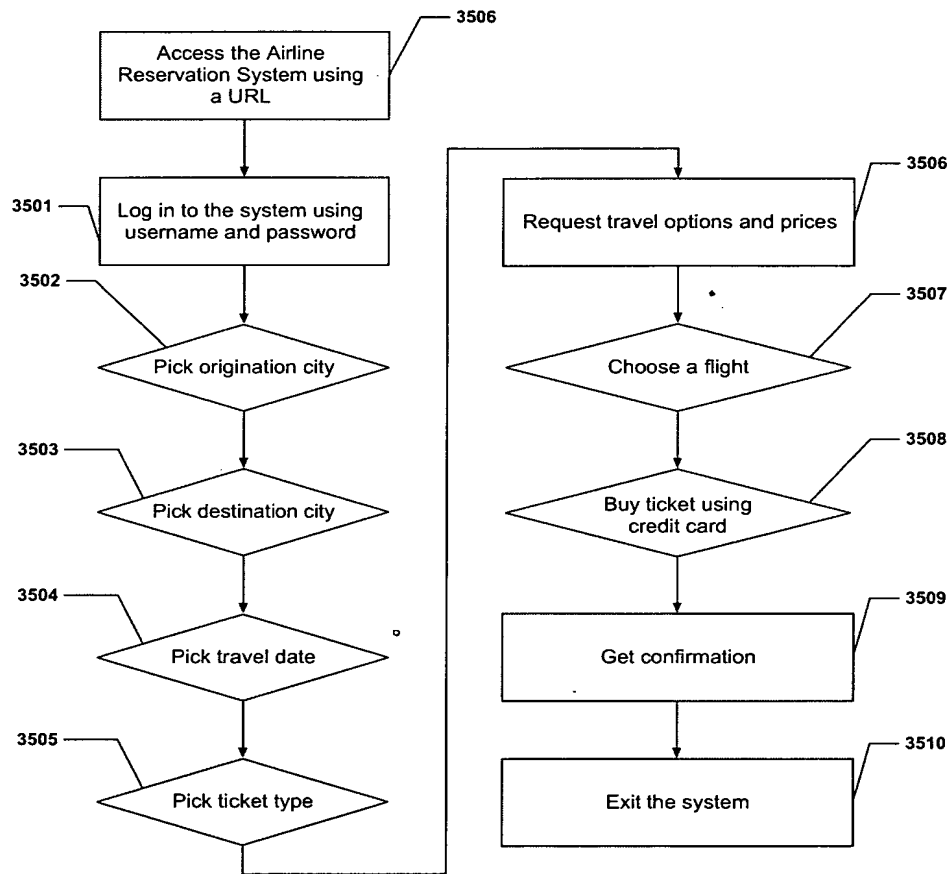 3506
Access the Airline
Reservation System using
a URL
3501
Log in to the system using
username and password
3502
Pick origination city
3503
Pick destination city
3504
Pick travel date
3505
Pick ticket type
3506
Request travel options and prices
3507
Choose a flight
3508
Buy ticket using
credit card
3509
Get confirmation
3510
Exit the system